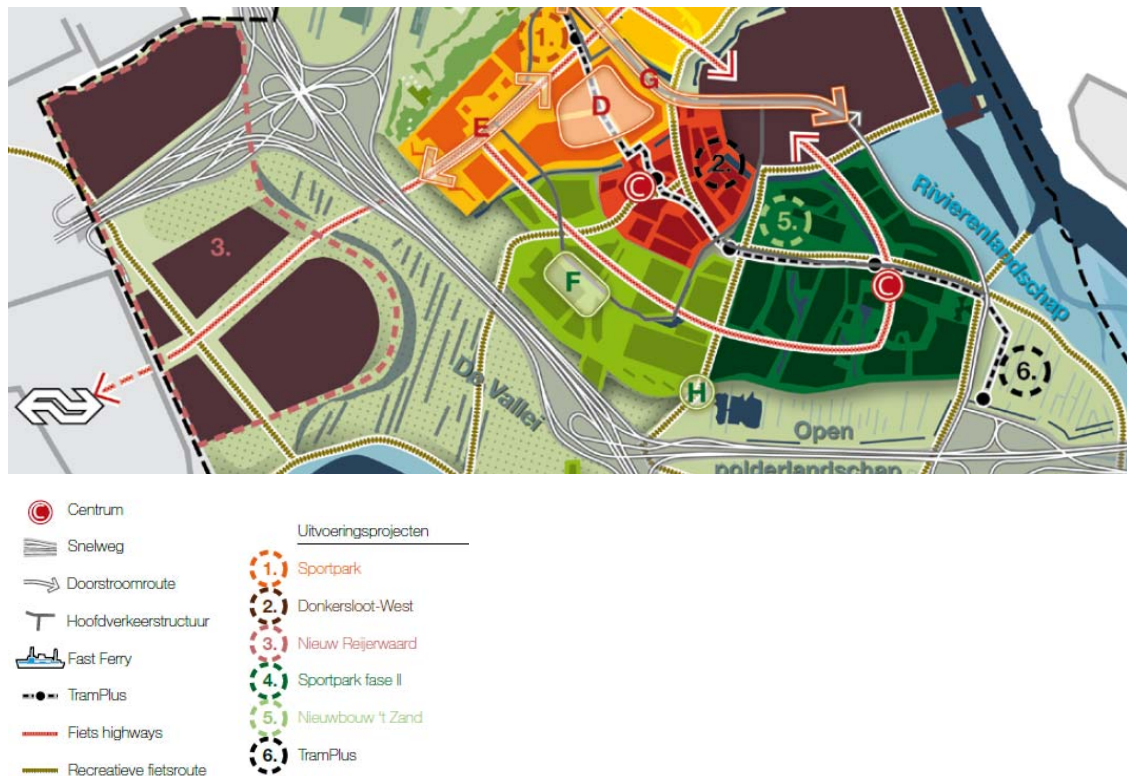 1.
G
D
E
2.
C
3.
5.
Rivierenlandschap
F
C
De Vallei
6.
H
Open
polderlandschap
C Centrum
Snelweg
Doorstroomroute
Hoofdverkeerstructuur
Fast Ferry
TramPlus
Fiets highways
Recreatieve fietsroute
Uitvoeringsprojecten
1. Sportpark
2. Donkersloot-West
3. Nieuw Reijerwaard
4. Sportpark fase II
5. Nieuwbouw 't Zand
6. TramPlus